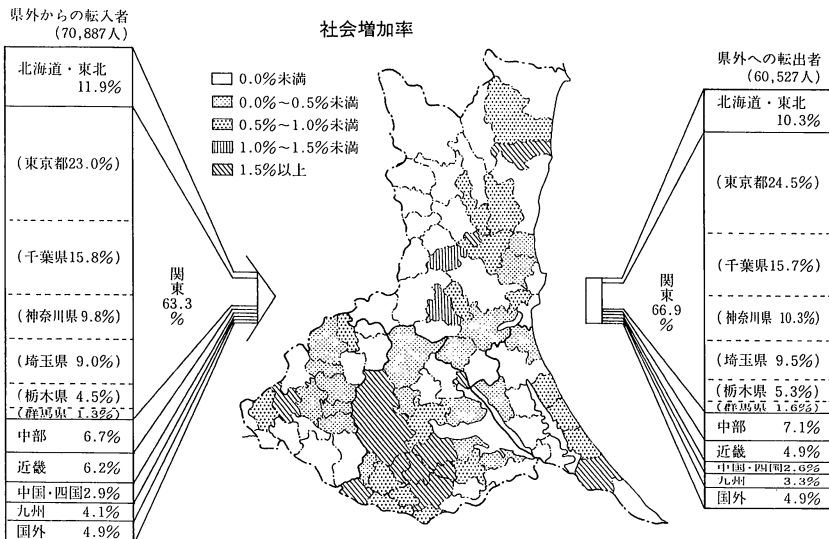 社会増加率
県外からの転入者
(70,887人)
北海道・東北
11.9%
(東京都23.0%)
(千葉県15.8%)
(神奈川県9.8%)
(埼玉県 9.0%)
(栃木県 4.5%)
(群馬県 1.3%)
関東
63.3
%
中部 6.7%
近畿 6.2%
中国・四国2.9%
九州 4.1%
国外 4.9%
0.0%未満
0.0%~0.5%未満
0.5%~1.0%未満
1.0%~1.5%未満
1.5%以上
県外への転出者
(60,527人)
北海道・東北
10.3%
(東京都24.5%)
(千葉県15.7%)
(神奈川県 10.3%)
(埼玉県 9.5%)
(栃木県 5.3%)
(群馬県 1.6%)
関東
66.9
%
中部 7.1%
近畿 4.9%
中国・四国2.6%
九州 3.3%
国外 4.9%